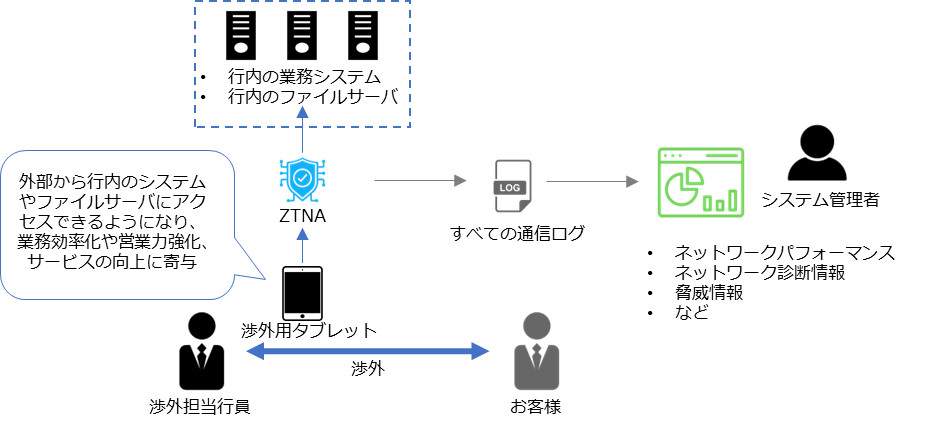 • 行内の業務システム
• 行内のファイルサーバ
外部から行内のシステム
やファイルサーバにアク
セスできるようになり、
業務効率化や営業力強化、
サービスの向上に寄与
ZTNA
LOG
すべての通信ログ
システム管理者
• ネットワークパフォーマンス
• ネットワーク診断情報
• 脅威情報
• など
渉外用タブレット
渉外
渉外担当行員
お客様